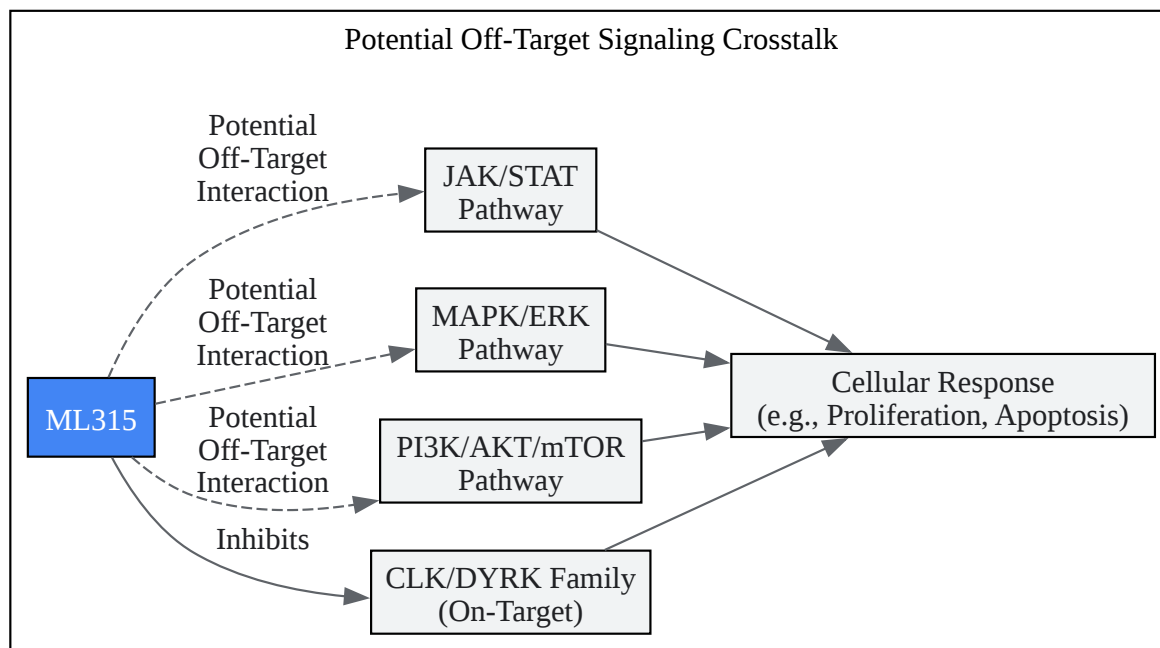 Potential Off-Target Signaling Crosstalk
Potential
Off-Target
Interaction
JAK/STAT
Pathway
Potential
Off-Target
Interaction
MAPK/ERK
Pathway
Cellular Response
(e.g., Proliferation, Apoptosis)
ML315
Potential
Off-Target
Interaction
PI3K/AKT/mTOR
Pathway
Inhibits
CLK/DYRK Family
(On-Target)